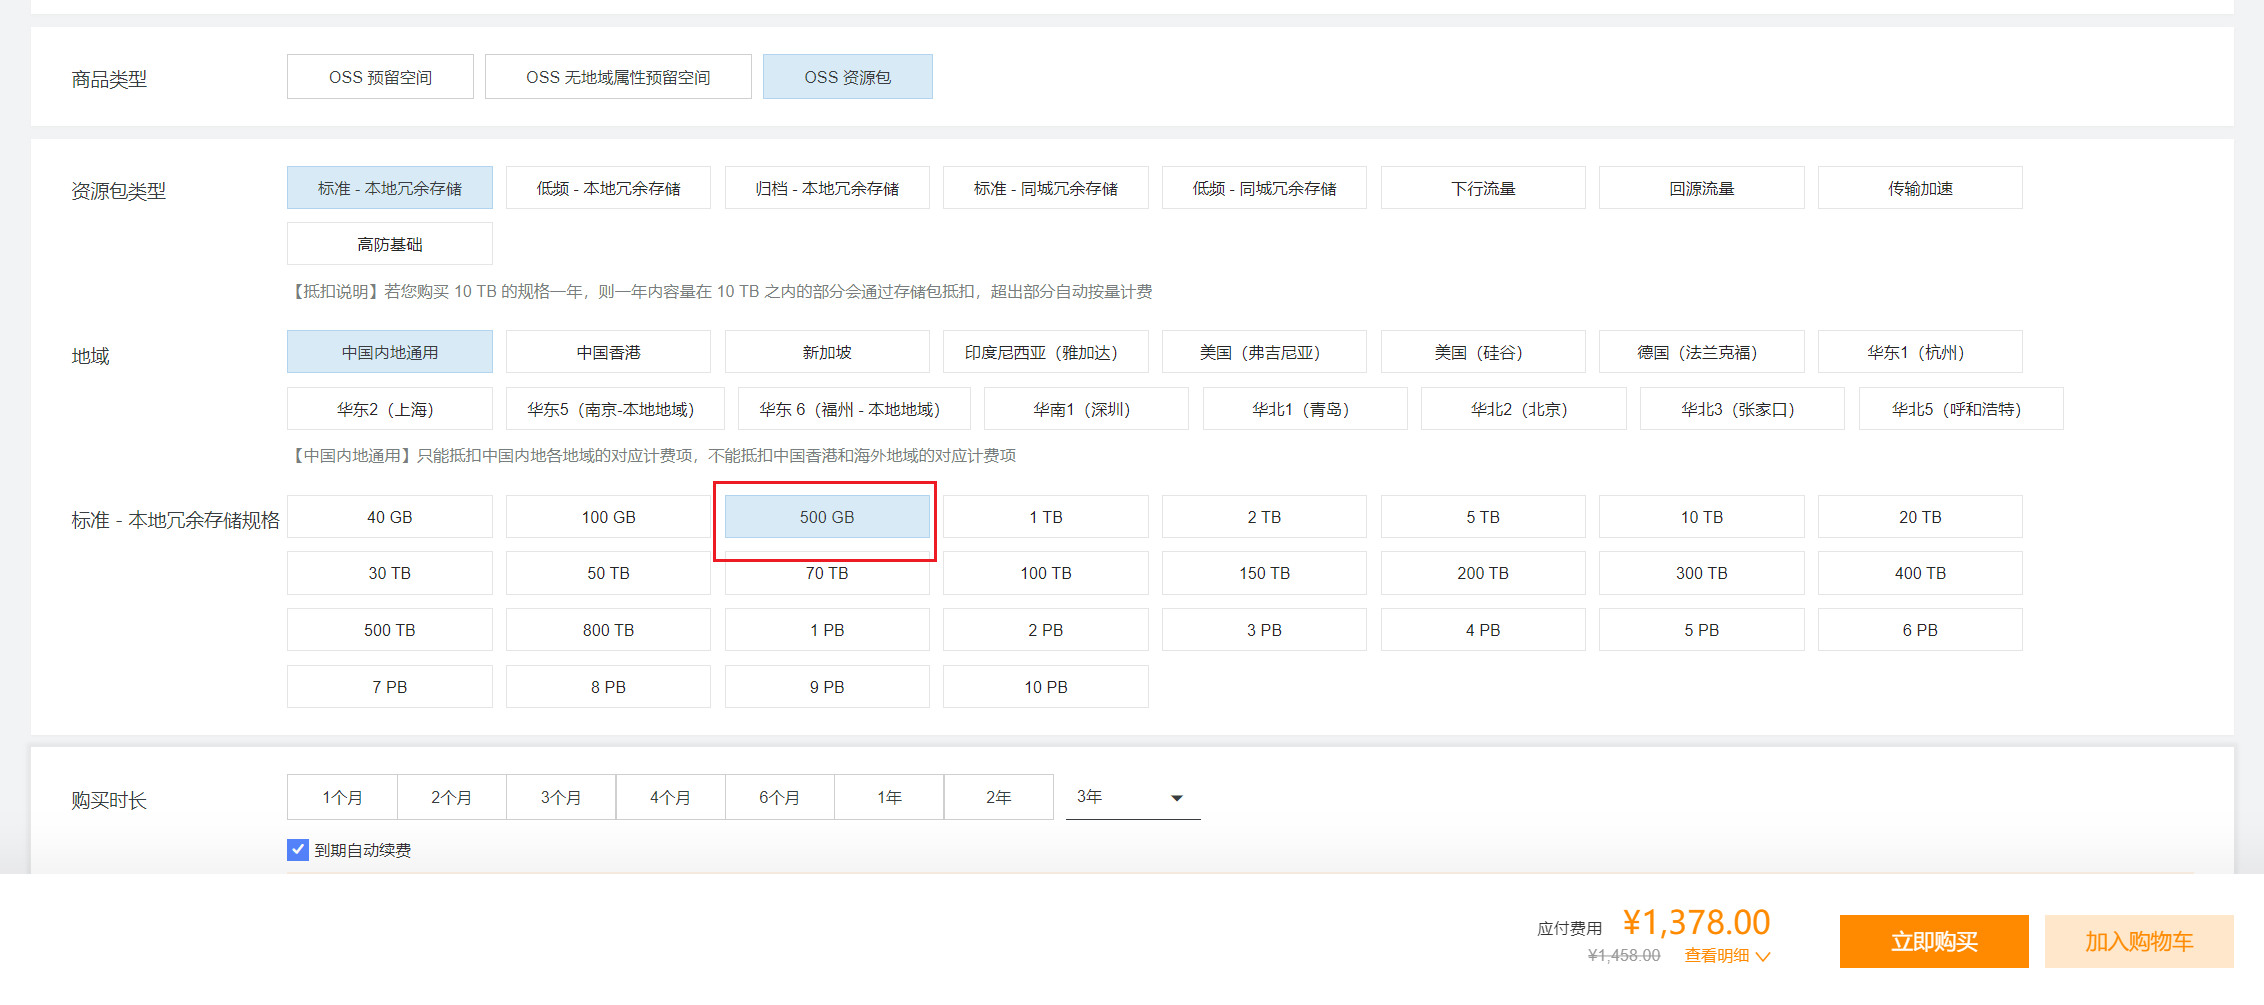 商品类型 OSS 预留空间 OSS 无地域属性预留空间 OSS 资源包
资源包类型 标准 - 本地冗余存储 低频 - 本地冗余存储 归档 - 本地冗余存储 标准 - 同城冗余存储 低频 - 同城冗余存储 下行流量 回源流量 传输加速
高防基础
【抵扣说明】若您购买 10 TB 的规格一年，则一年内容量在 10 TB 之内的部分会通过存储包抵扣，超出部分自动按量计费
地域 中国内地通用 中国香港 新加坡 印度尼西亚（雅加达） 美国（弗吉尼亚） 美国（硅谷） 德国（法兰克福） 华东1（杭州）
华东2（上海） 华东5（南京-本地地域） 华东 6（福州 - 本地地域） 华南1（深圳） 华北1（青岛） 华北2（北京） 华北3（张家口） 华北5（呼和浩特）
【中国内地通用】只能抵扣中国内地各地域的对应计费项，不能抵扣中国香港和海外地域的对应计费项
标准 - 本地冗余存储规格 40 GB 100 GB 500 GB 1 TB 2 TB 5 TB 10 TB 20 TB
30 TB 50 TB 70 TB 100 TB 150 TB 200 TB 300 TB 400 TB
500 TB 800 TB 1 PB 2 PB 3 PB 4 PB 5 PB 6 PB
7 PB 8 PB 9 PB 10 PB
购买时长 1个月 2个月 3个月 4个月 6个月 1年 2年 3年
到期自动续费
应付费用 ¥1,378.00 立即购买 加入购物车
¥1,458.00 查看明细